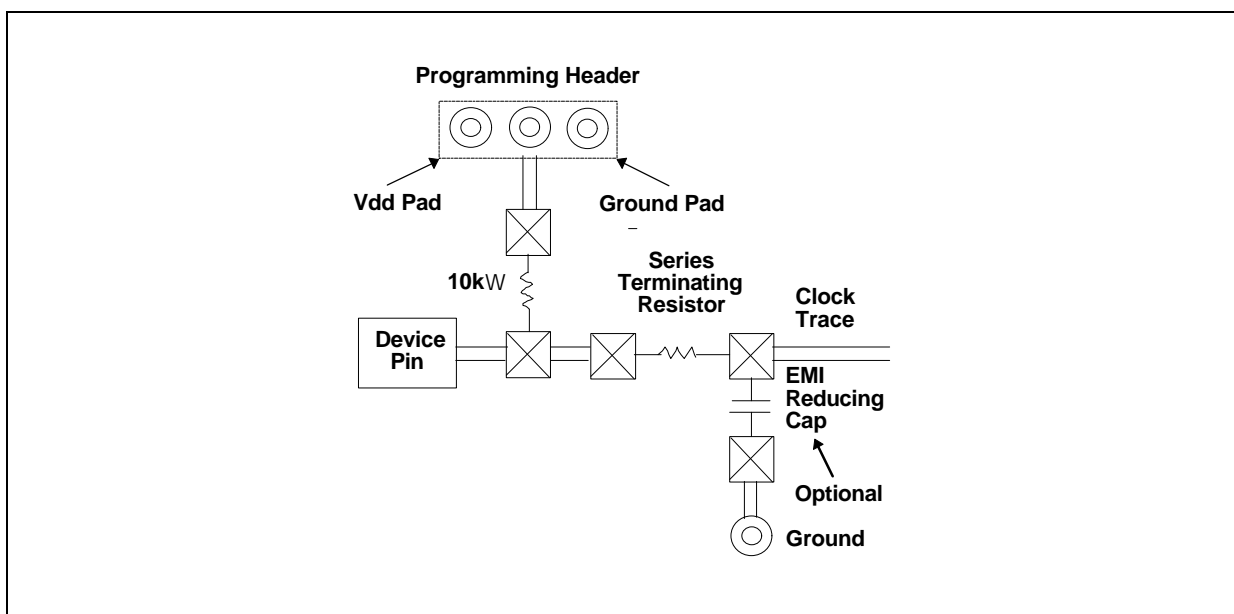 Programming Header
Vdd Pad
Ground Pad
10kW
Series
Terminating
Resistor
Clock
Trace
Device
Pin
EMI
Reducing
Cap
Optional
Ground